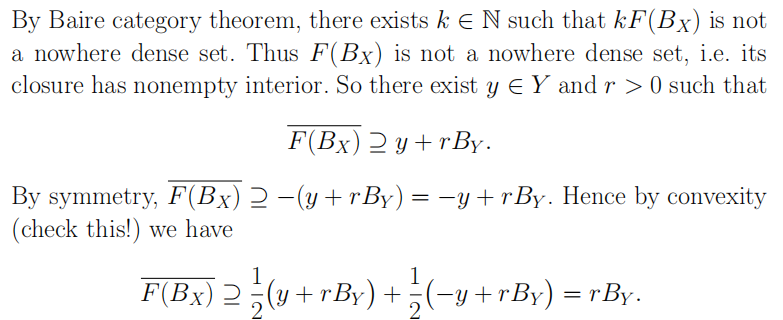 By Baire category theorem, there exists k ∈ ℕ such that kF(B_X) is not
a nowhere dense set. Thus F(B_X) is not a nowhere dense set, i.e. its
closure has nonempty interior. So there exist y ∈ Y and r > 0 such that
\overline{F(B_X)} ⊇ y + rB_Y.
By symmetry, \overline{F(B_X)} ⊇ −(y + rB_Y) = −y + rB_Y. Hence by convexity
(check this!) we have
\overline{F(B_X)} ⊇ \frac{1}{2}(y + rB_Y) + \frac{1}{2}(−y + rB_Y) = rB_Y.